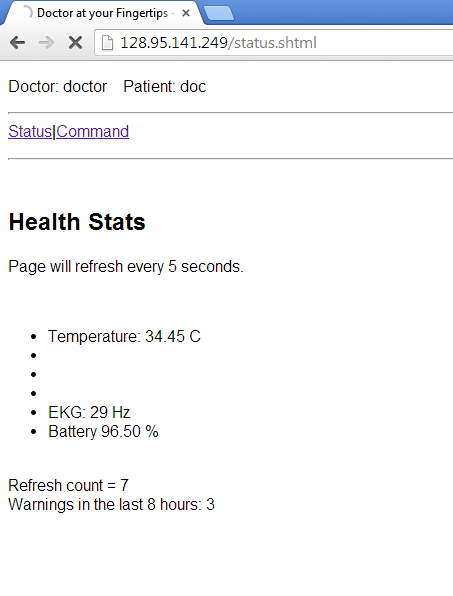 Doctor at your Fingertips -
128.95.141.249/status.shtml
Doctor: doctor Patient: doc
Status|Command
Health Stats
Page will refresh every 5 seconds.
Temperature: 34.45 C
EKG: 29 Hz
Battery 96.50 %
Refresh count = 7
Warnings in the last 8 hours: 3